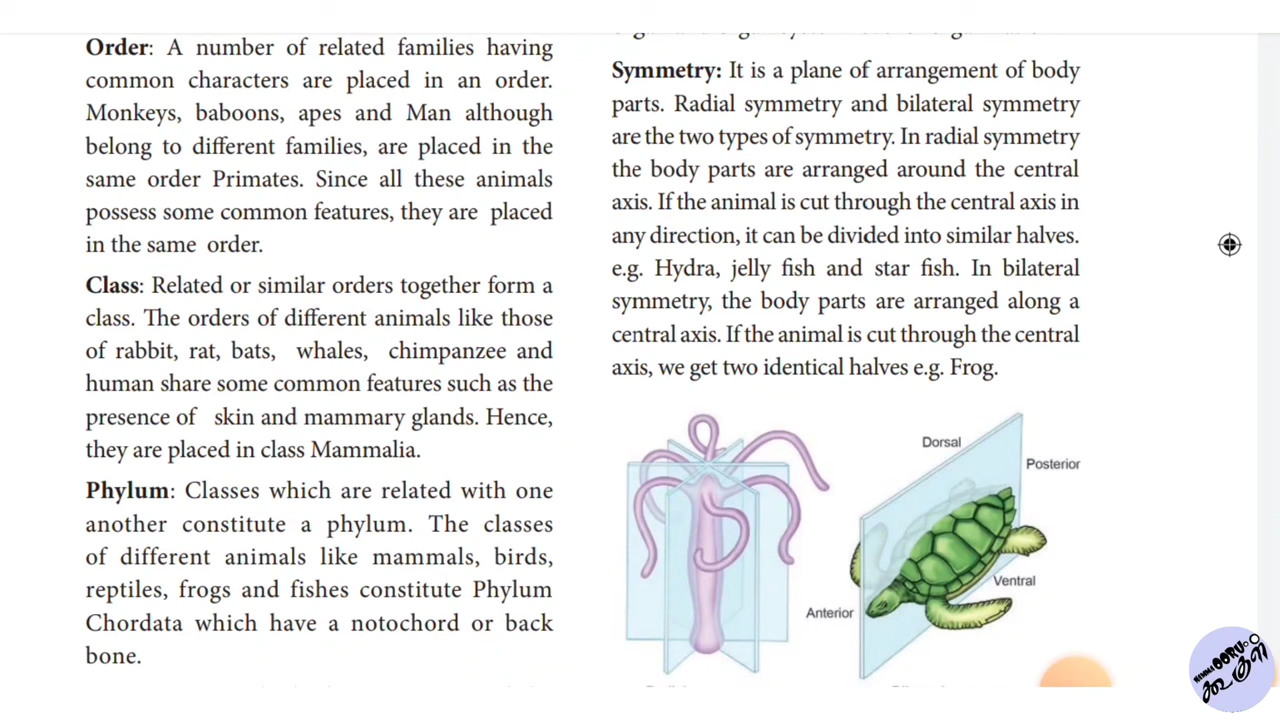 Order: A number of related families having
common characters are placed in an order.
Monkeys, baboons, apes and Man although
belong to different families, are placed in the
same order Primates. Since all these animals
possess some common features, they are placed
in the same order.
Class: Related or similar orders together form a
class. The orders of different animals like those
of rabbit, rat, bats, whales, chimpanzee and
human share some common features such as the
presence of skin and mammary glands. Hence,
they are placed in class Mammalia.
Phylum: Classes which are related with one
another constitute a phylum. The classes
of different animals like mammals, birds,
reptiles, frogs and fishes constitute Phylum
Chordata which have a notochord or back
bone.
Symmetry: It is a plane of arrangement of body
parts. Radial symmetry and bilateral symmetry
are the two types of symmetry. In radial symmetry
the body parts are arranged around the central
axis. If the animal is cut through the central axis in
any direction, it can be divided into similar halves.
e.g. Hydra, jelly fish and star fish. In bilateral
symmetry, the body parts are arranged along a
central axis. If the animal is cut through the central
axis, we get two identical halves e.g. Frog.
Dorsal
Posterior
Ventral
Anterior